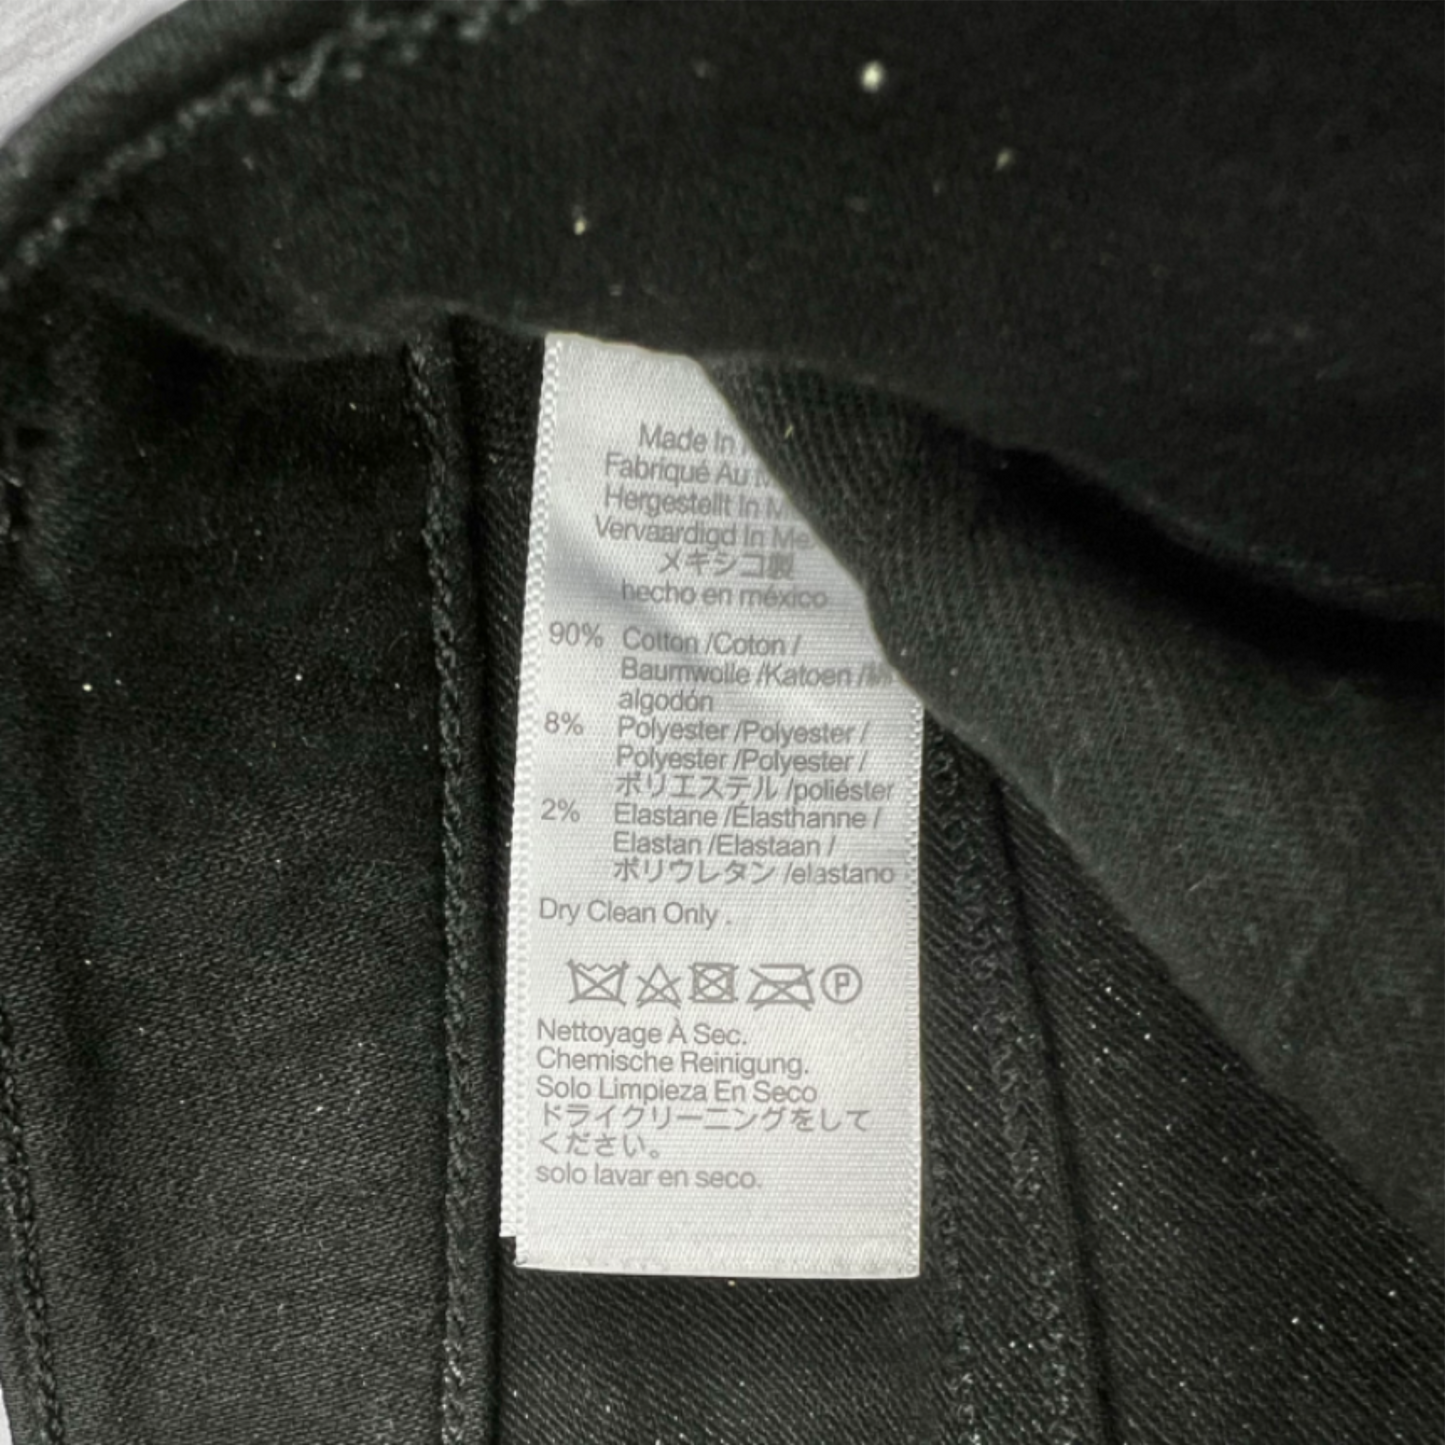 Made In
Fabriqué Au
Hergestellt In
Vervaardigd In
メキシコ製
hecho en méxico
90% Cotton /Coton /
Baumwolle /Katoen /
algodón
8% Polyester /Polyester /
Polyester /Polyester /
ポリエステル /poliéster
2% Elastane /Élasthanne /
Elastan /Elastaan /
ポリウレタン /elastano
Dry Clean Only .
P
Nettoyage À Sec.
Chemische Reinigung.
Solo Limpieza En Seco
ドライクリーニングをして
ください。
solo lavar en seco.